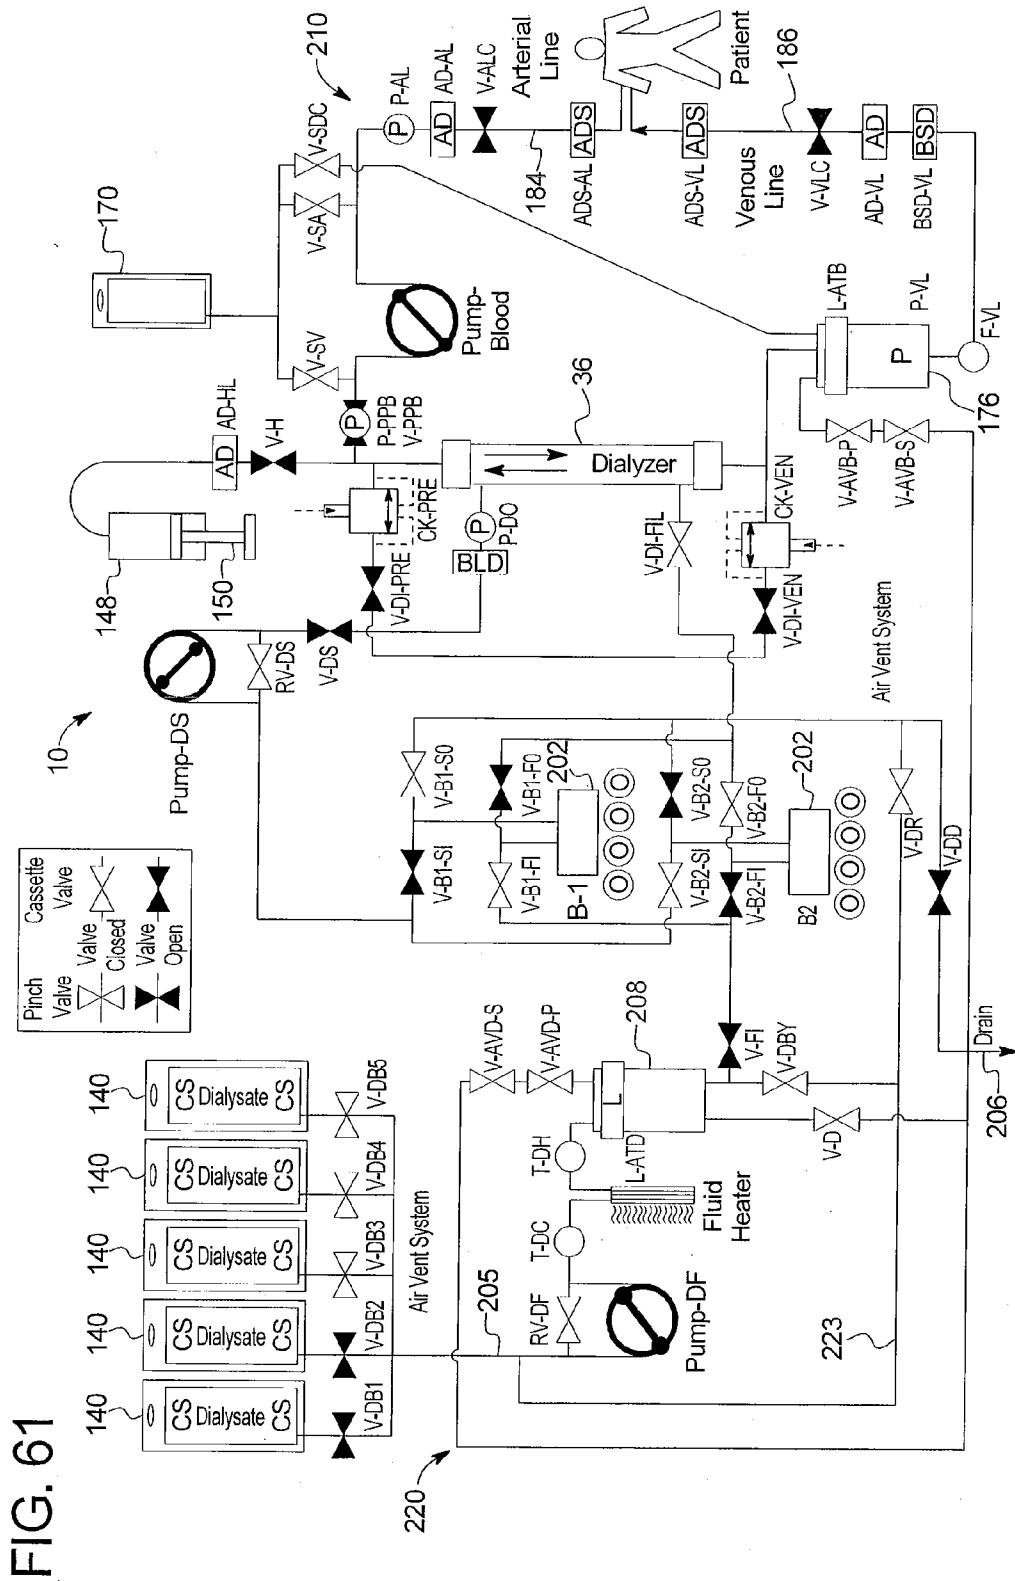 FIG. 61
220
140
CS
Dialysate
CS
V-DB1
140
CS
Dialysate
CS
V-DB2
140
CS
Dialysate
CS
V-DB3
140
CS
Dialysate
CS
V-DB4
140
CS
Dialysate
CS
V-DB5
Air Vent System
205
223
RV-DF
Pump-DF
T-DC
T-DH
Fluid
Heater
L
L-ATD
208
V-AVD-S
V-AVD-P
V-FI
V-DBY
V-D
Drain
206
Pinch
Valve
Cassette
Valve
Valve
Closed
Valve
Open
10
Pump-DS
RV-DS
V-DS
V-B1-SI
V-B1-S0
V-B1-FI
V-B1-F0
B-1
202
V-B2-SI
V-B2-S0
V-B2-FI
V-B2-F0
B2
202
V-DR
V-DD
Air Vent System
148
150
AD
AD-HL
V-H
CK-PRE
V-DI-PRE
BLD
P
P-DO
V-DI-FIL
V-DI-VEN
CK-VEN
Dialyzer
36
P
P-PPB
V-PPB
170
V-SV
V-SA
V-SDC
Pump-
Blood
210
P
P-AL
AD
AD-AL
V-ALC
Arterial
Line
184
ADS
ADS-AL
Patient
ADS
ADS-VL
Venous
Line
186
V-VLC
AD
AD-VL
BSD
BSD-VL
L-ATB
P
P-VL
F-VL
176
V-AVB-P
V-AVB-S